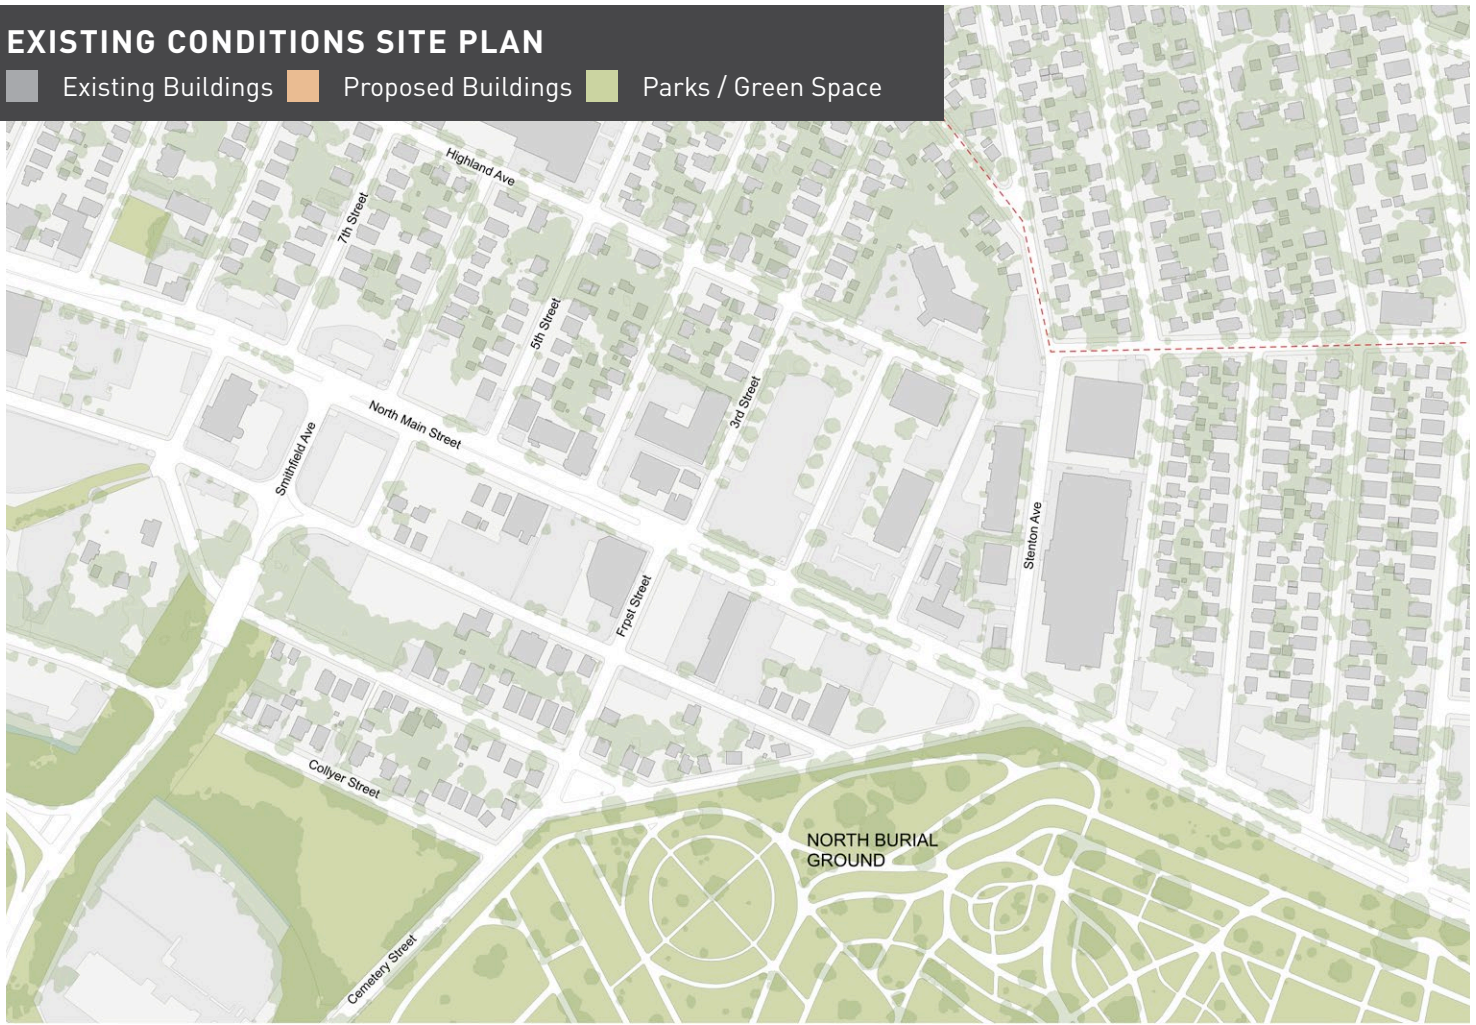 EXISTING CONDITIONS SITE PLAN
Existing Buildings Proposed Buildings Parks / Green Space
Highland Ave
7th Street
5th Street
3rd Street
North Main Street
Smithfield Ave
Stenton Ave
Frpst Street
Collyer Street
NORTH BURIAL
GROUND
Cemetery Street